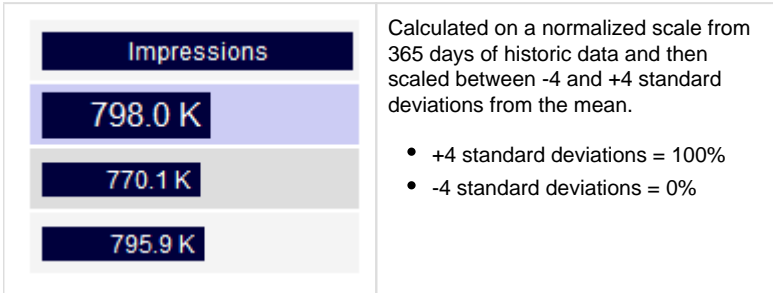 Impressions
798.0 K
770.1 K
795.9 K
Calculated on a normalized scale from
365 days of historic data and then
scaled between -4 and +4 standard
deviations from the mean.
• +4 standard deviations = 100%
• -4 standard deviations = 0%